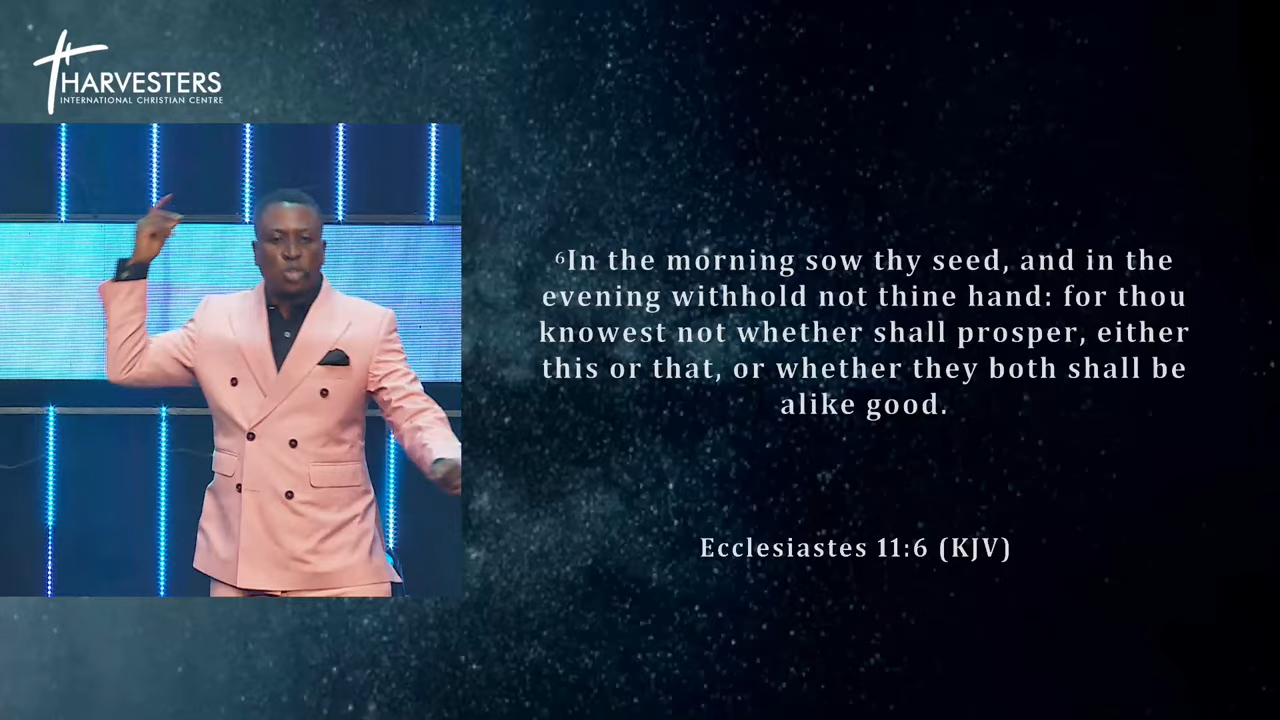 HARVESTERS
INTERNATIONAL CHRISTIAN CENTRE
⁶In the morning sow thy seed, and in the
evening withhold not thine hand: for thou
knowest not whether shall prosper, either
this or that, or whether they both shall be
alike good.
Ecclesiastes 11:6 (KJV)